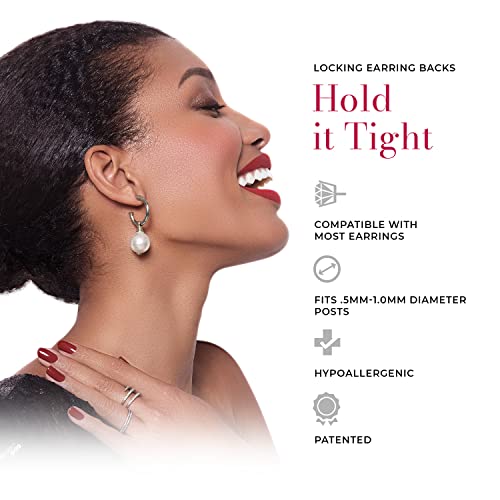 LOCKING EARRING BACKS
Hold
it Tight
COMPATIBLE WITH
MOST EARRINGS
FITS .5MM-1.0MM DIAMETER
POSTS
HYPOALLERGENIC
PATENTED